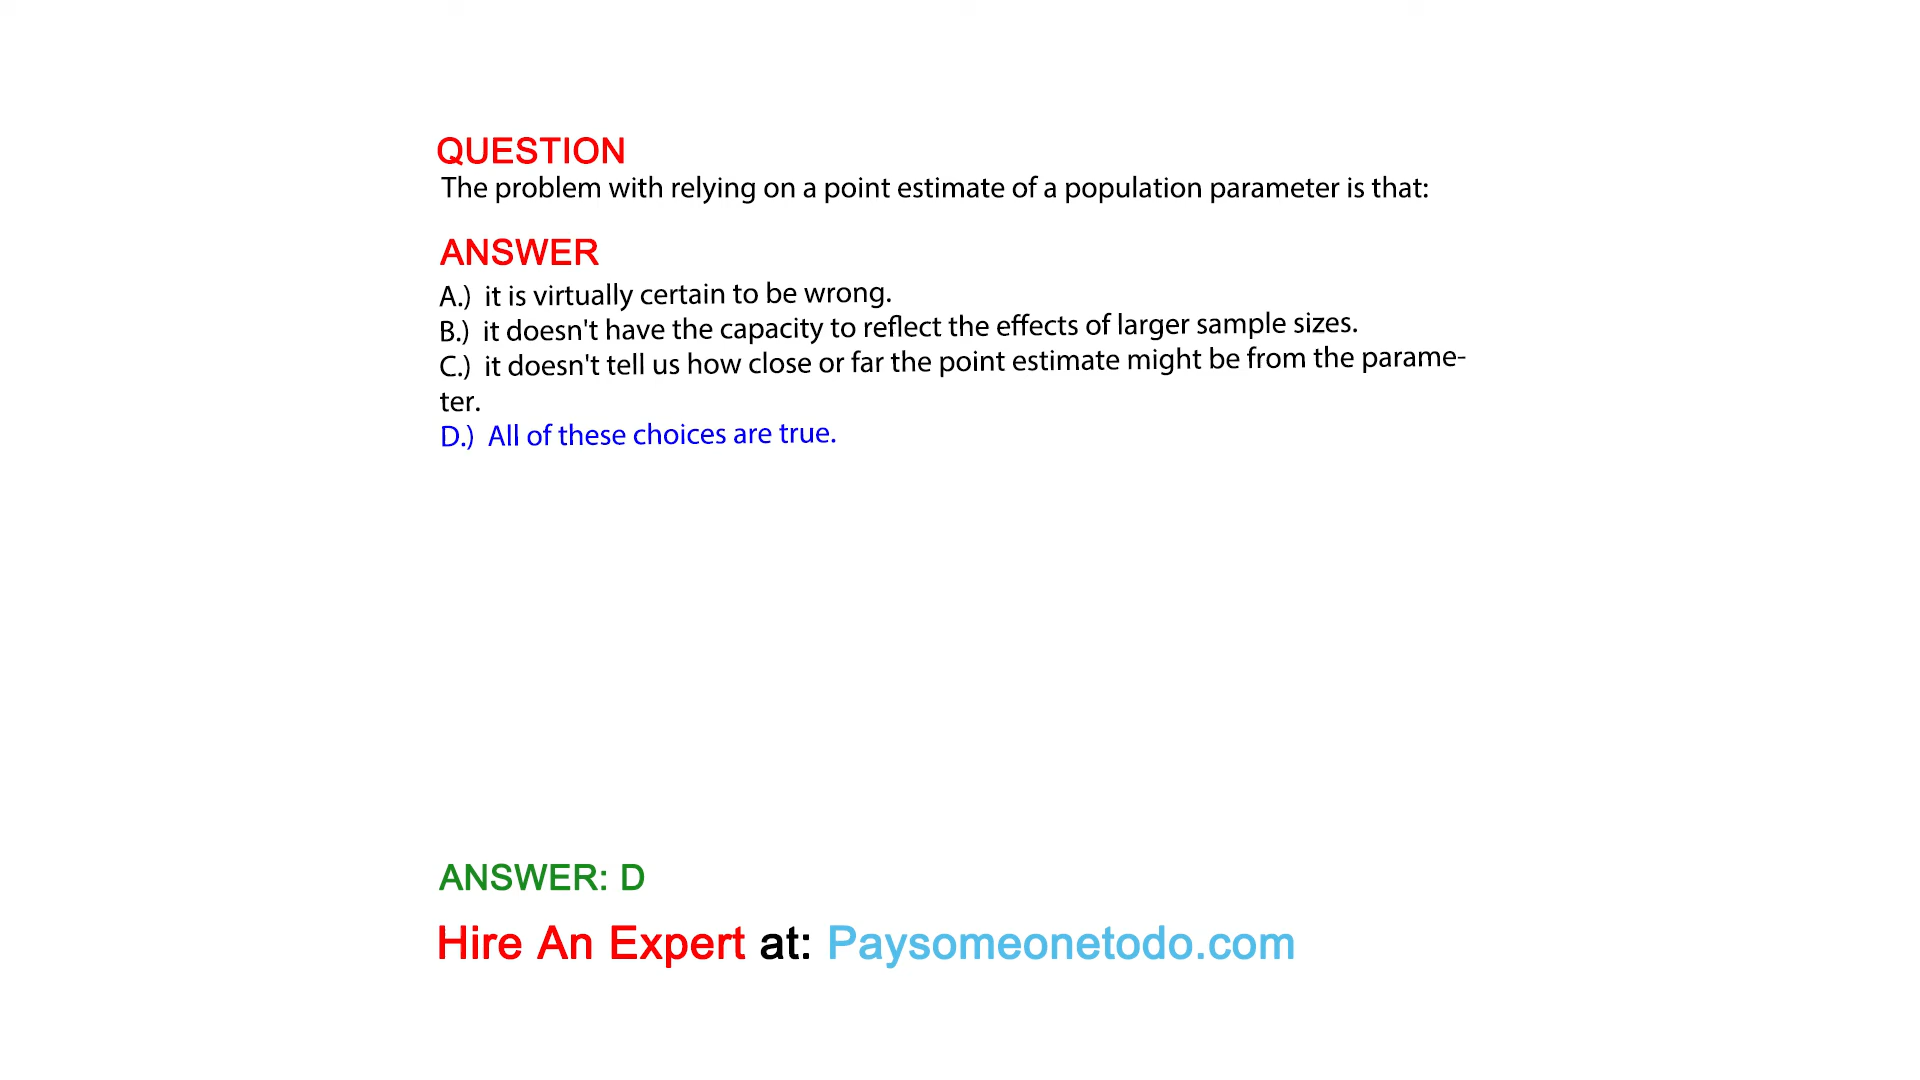 QUESTION
The problem with relying on a point estimate of a population parameter is that:
ANSWER
A.) it is virtually certain to be wrong.
B.) it doesn't have the capacity to reflect the effects of larger sample sizes.
C.) it doesn't tell us how close or far the point estimate might be from the parame-
ter.
D.) All of these choices are true.
ANSWER: D
Hire An Expert at: Paysomeonetodo.com